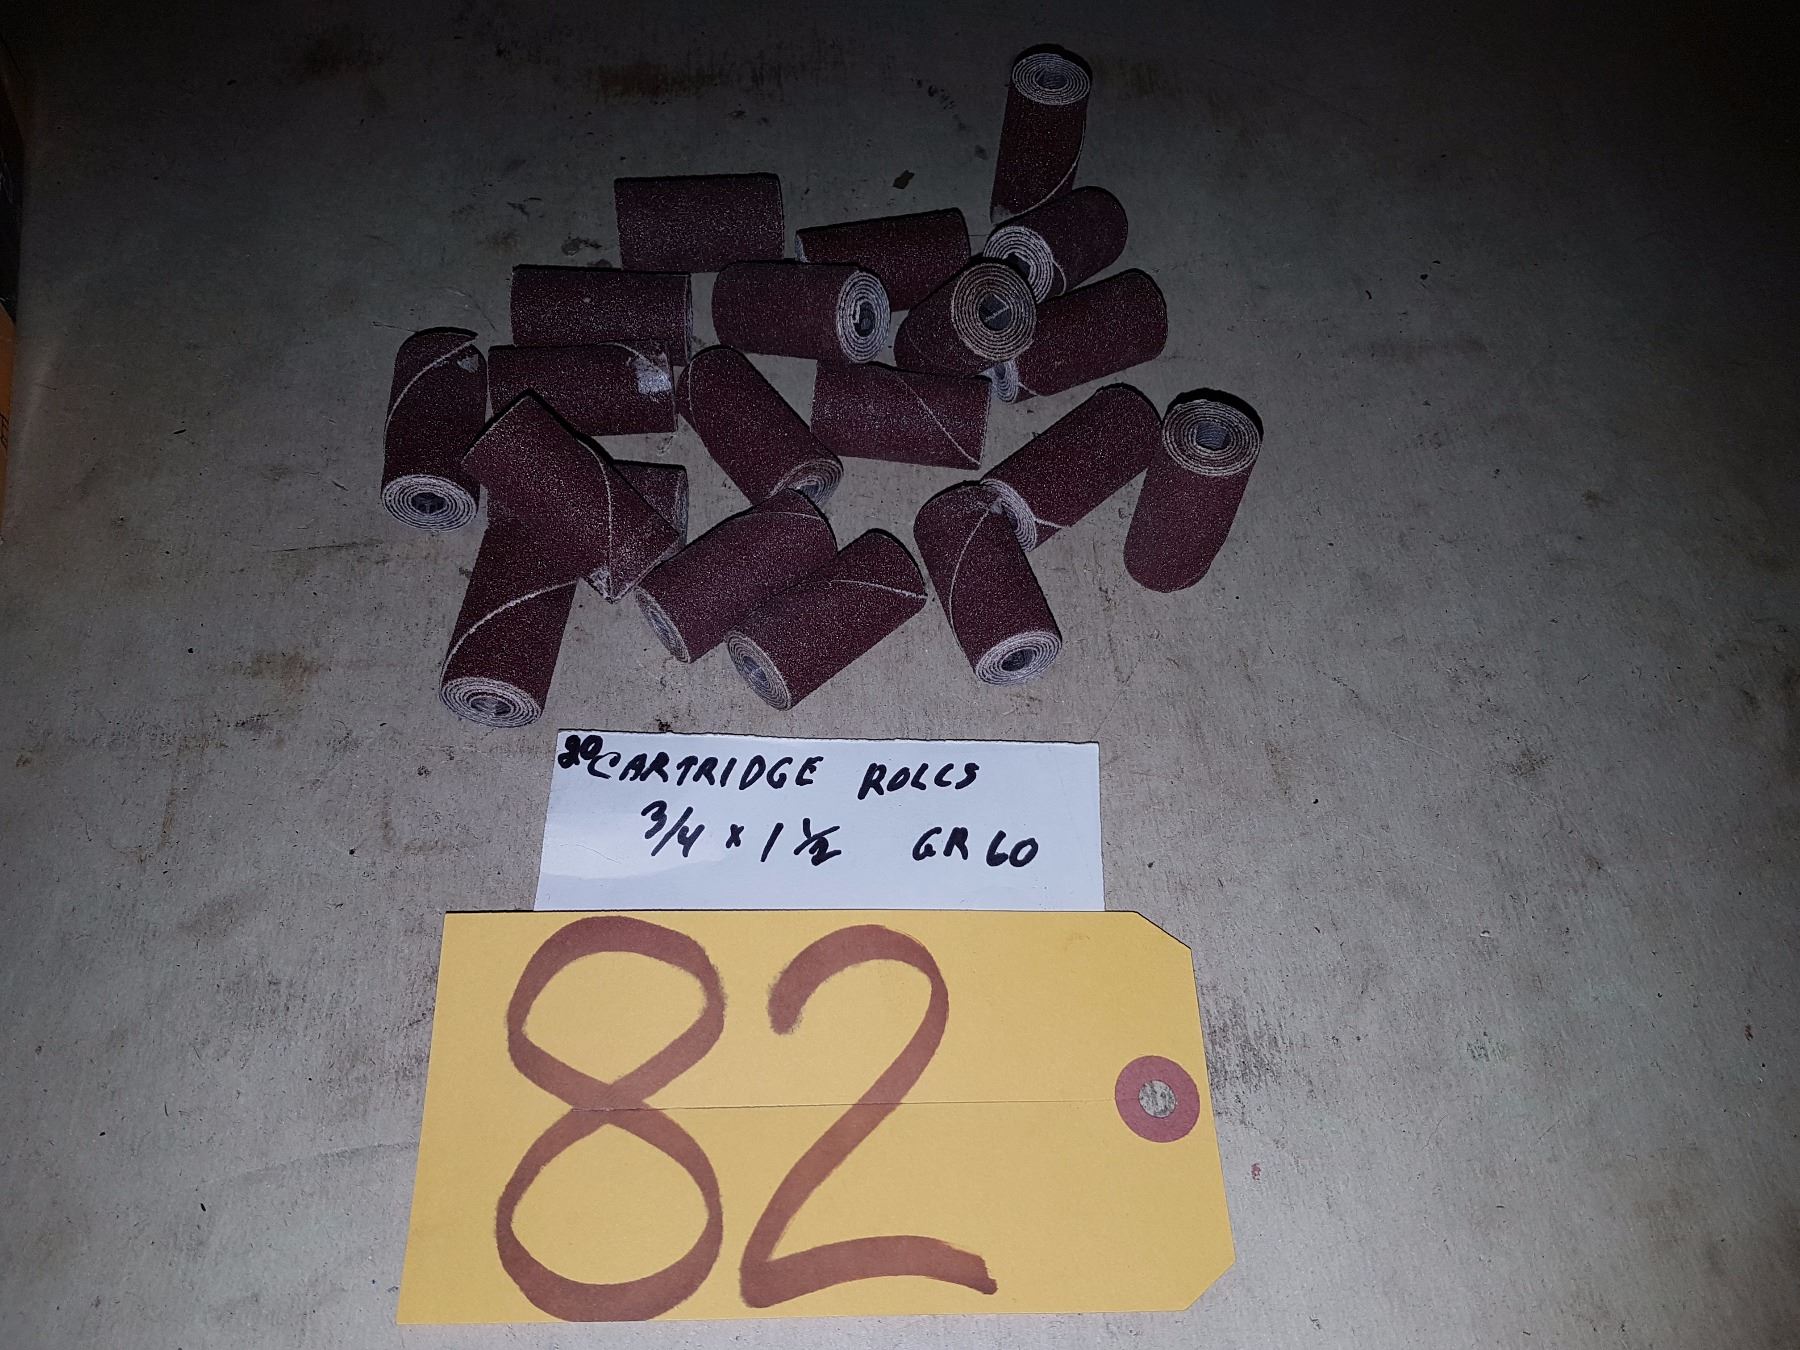 20 CARTRIDGE ROLLS
3/4 x 1 1/2 GR 60
82